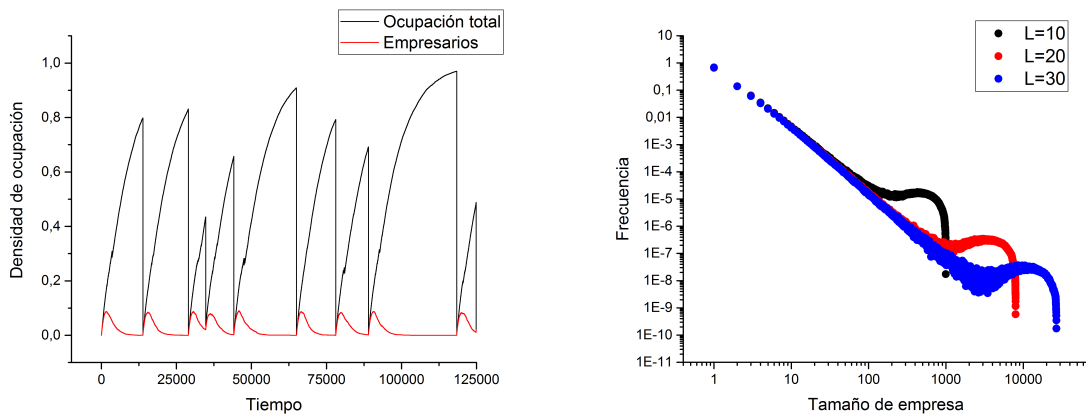 Ocupación total
Empresarios
1,0
0,8
0,6
0,4
0,2
0,0
Densidad de ocupación
0
25000
50000
75000
100000
125000
Tiempo
L=10
L=20
L=30
10
1
0,1
0,01
1E-3
1E-4
1E-5
1E-6
1E-7
1E-8
1E-9
1E-10
1E-11
Frecuencia
1
10
100
1000
10000
Tamaño de empresa